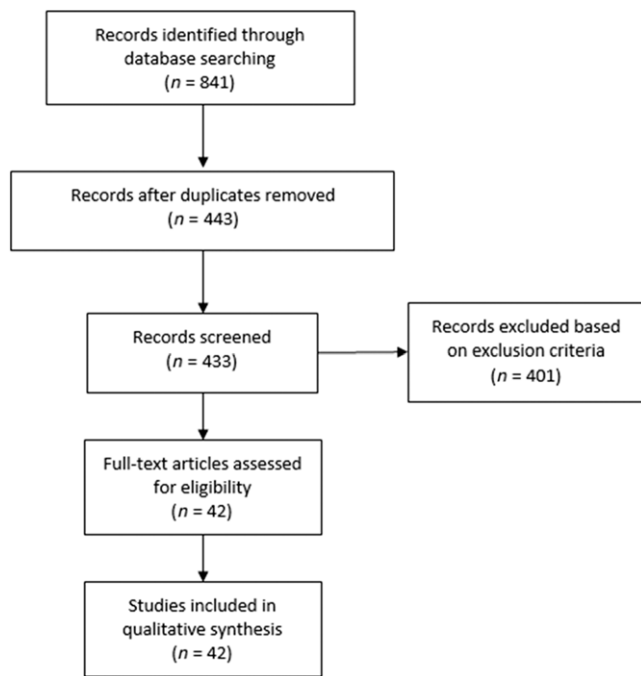 Records identified through
database searching
(n = 841)
Records after duplicates removed
(n = 443)
Records screened
(n = 433)
Records excluded based
on exclusion criteria
(n = 401)
Full-text articles assessed
for eligibility
(n = 42)
Studies included in
qualitative synthesis
(n = 42)